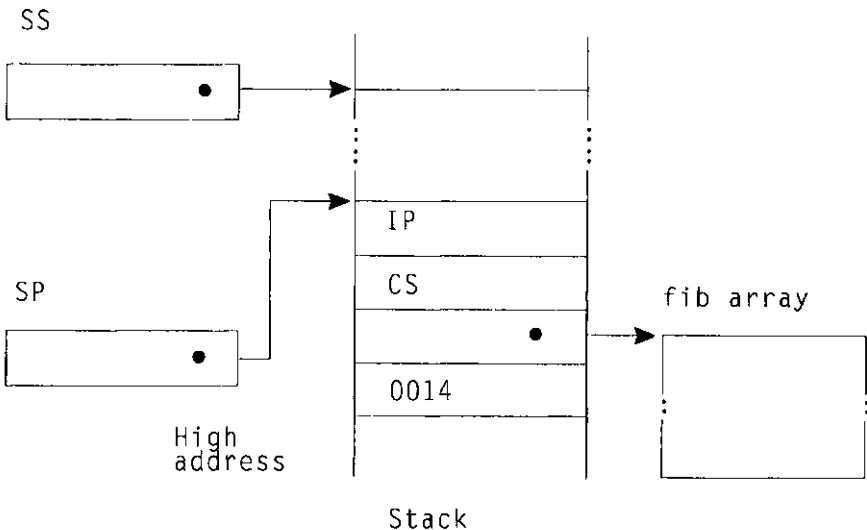 SS
IP
SP
CS
fib array
0014
High
address
Stack